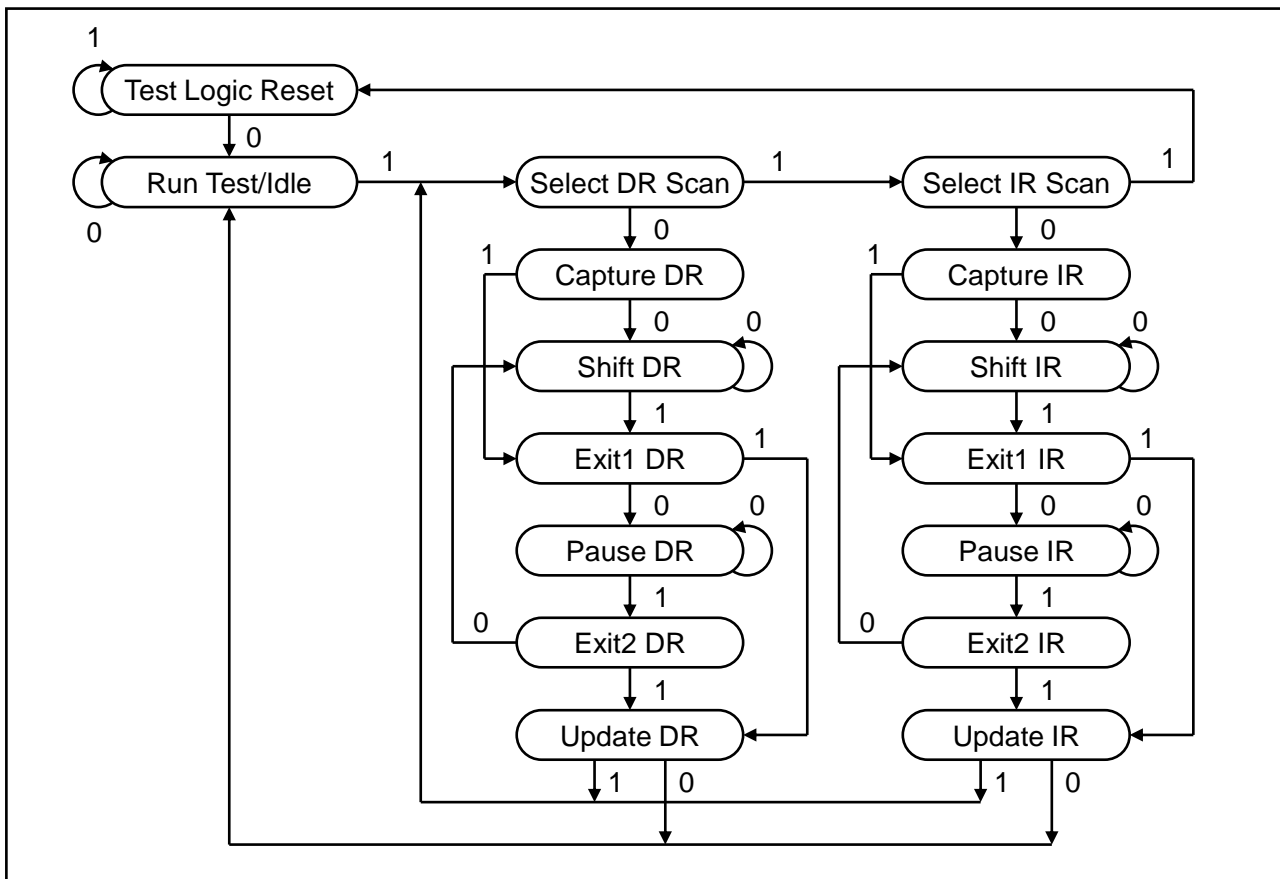 1
Test Logic Reset
0
Run Test/Idle
1
Select DR Scan
1
Select IR Scan
1
0
0
0
1
Capture DR
1
Capture IR
0
0
0
0
Shift DR
Shift IR
1
1
Exit1 DR
1
Exit1 IR
1
0
0
0
0
Pause DR
Pause IR
1
1
0
Exit2 DR
0
Exit2 IR
1
1
Update DR
Update IR
1
0
1
0